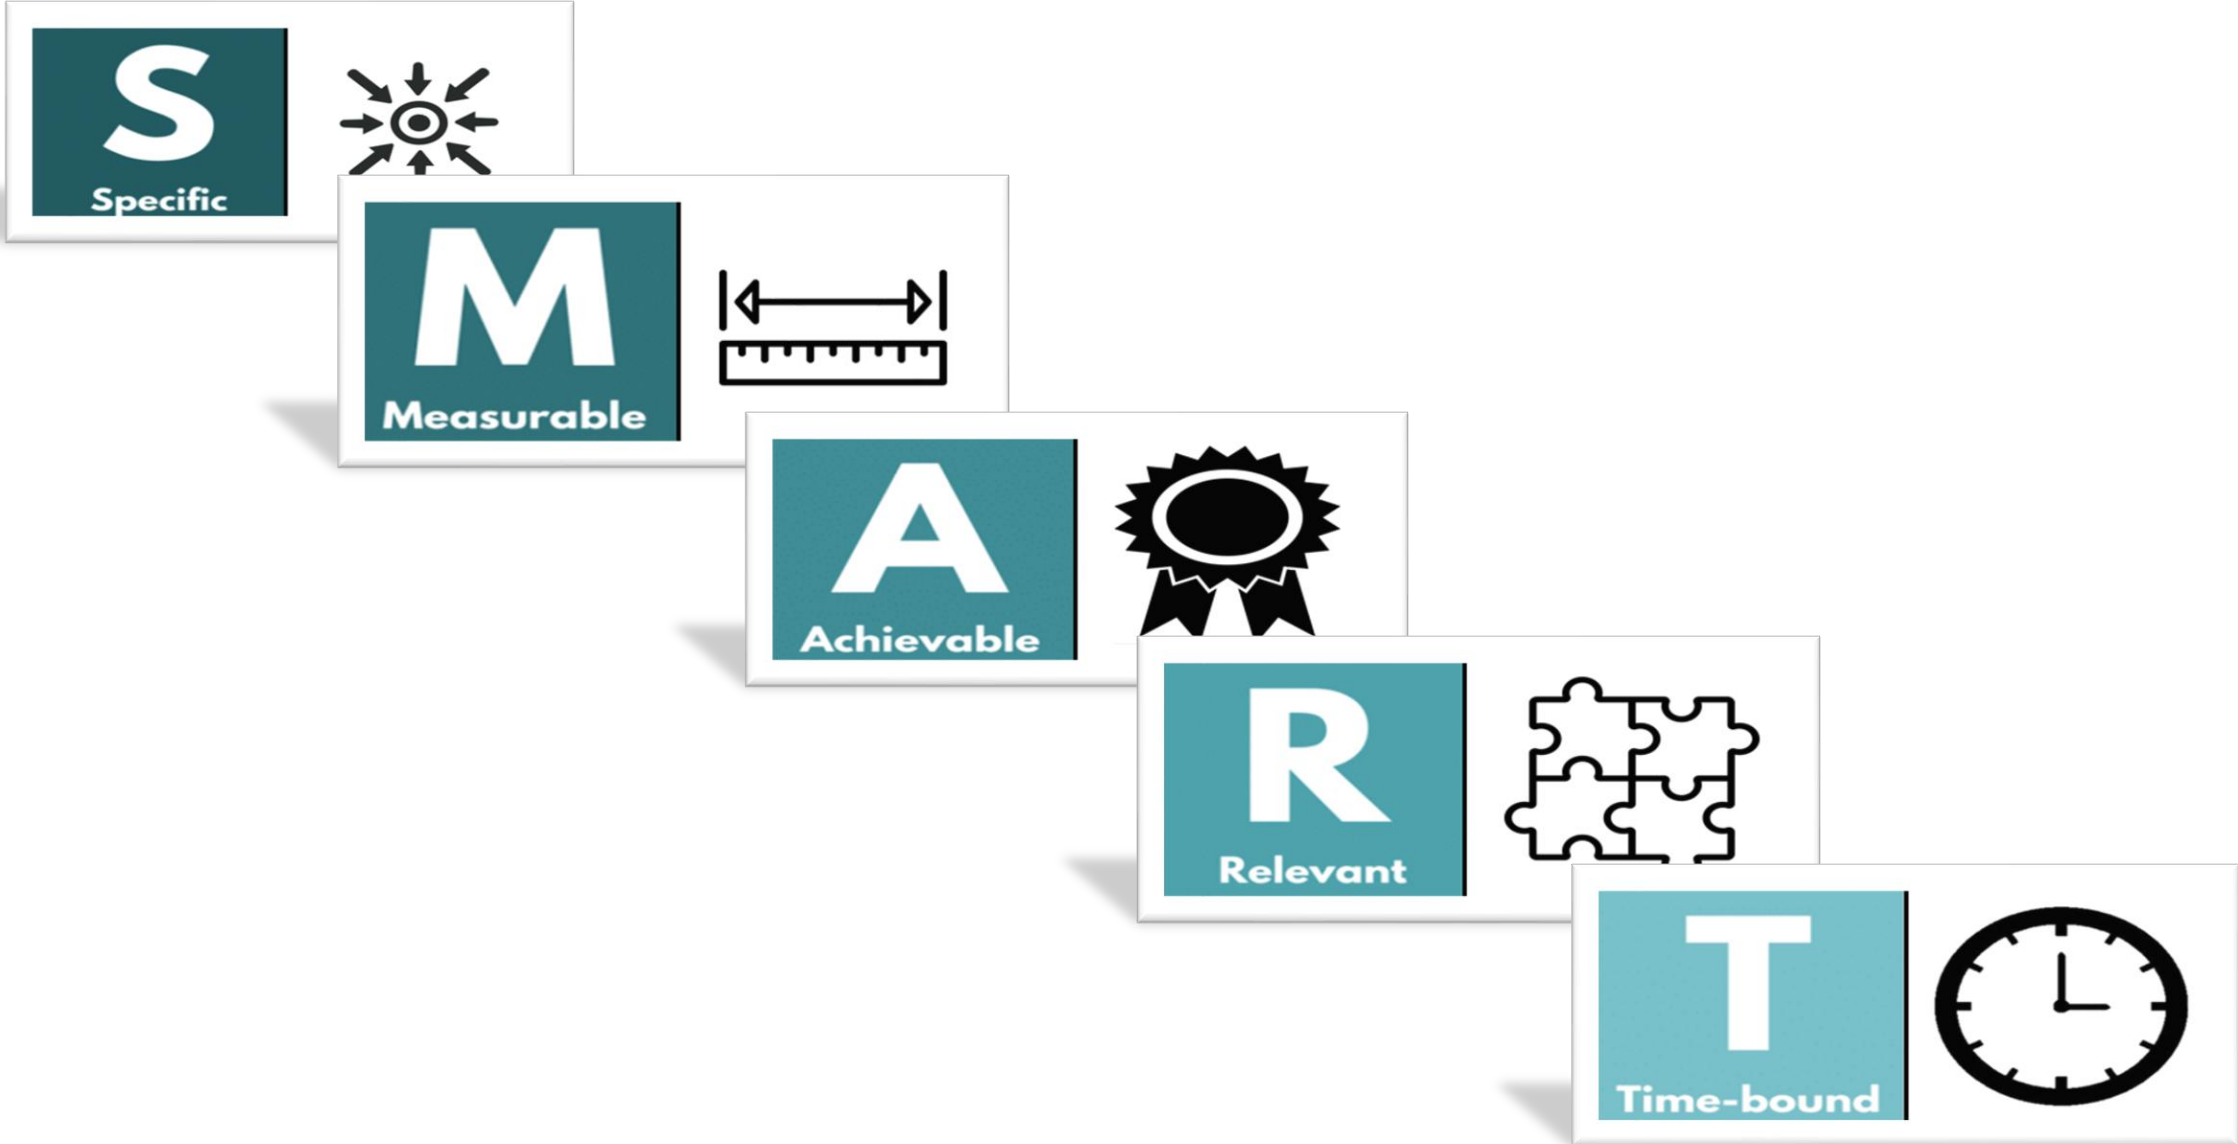 S
Specific
M
Measurable
A
Achievable
R
Relevant
T
Time-bound